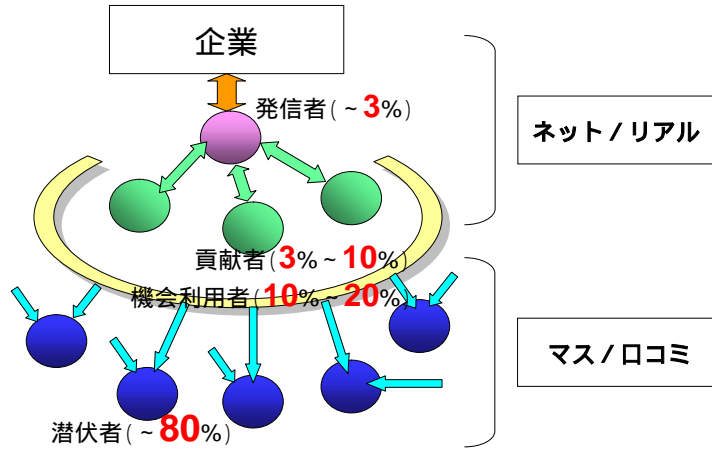 企業
発信者(~3%)
ネット/リアル
貢献者(3%~10%)
機会利用者(10%~20%)
マス/口コミ
潜伏者(~80%)